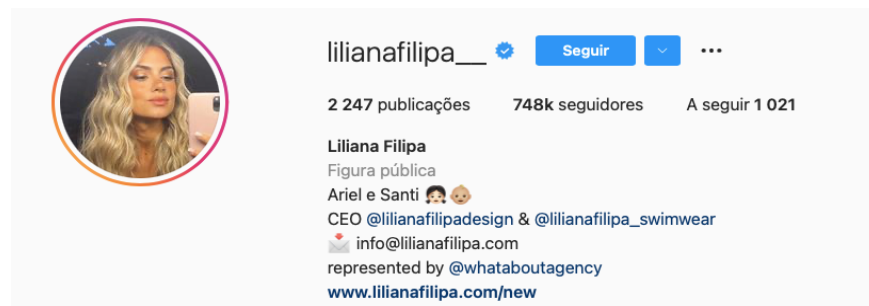 lilianafilipa__ Seguir
2 247 publicações 748k seguidores A seguir 1 021
Liliana Filipa
Figura pública
Ariel e Santi 👧🏻👶🏼
CEO @lilianafilipadesign & @lilianafilipa_swimwear
📩 info@lilianafilipa.com
represented by @whataboutagency
www.lilianafilipa.com/new